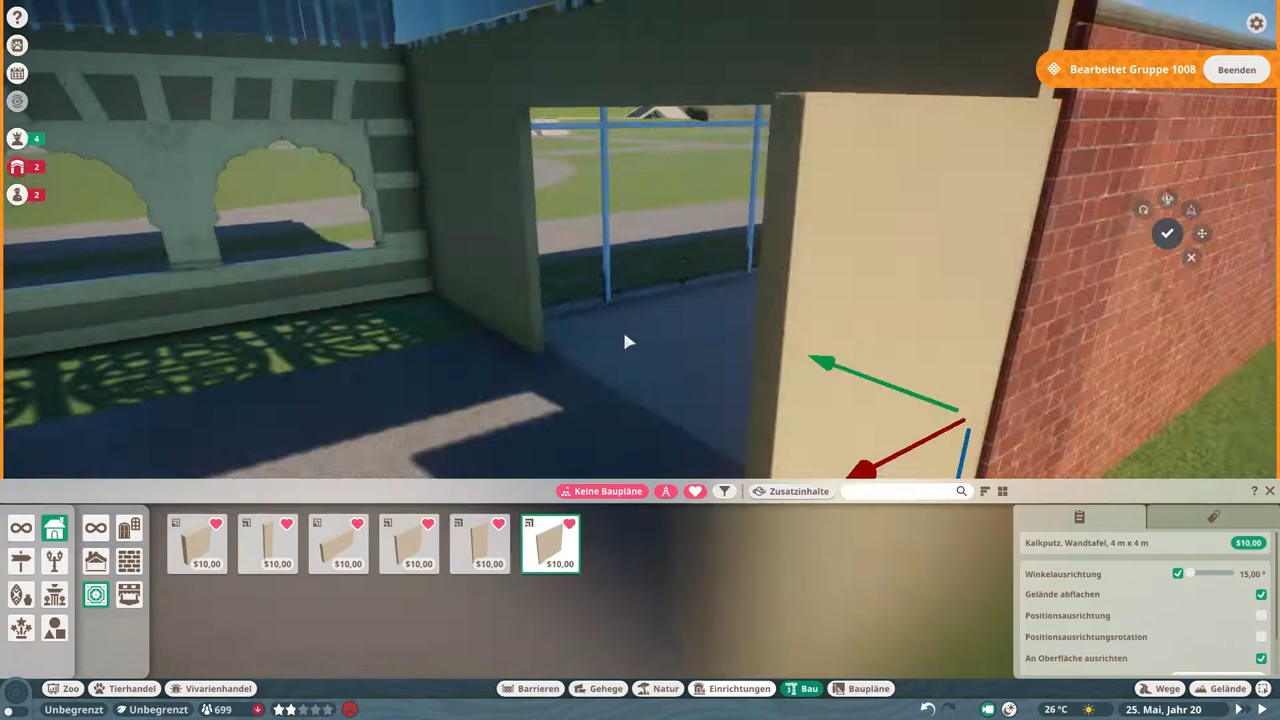 ?
Bearbeitet Gruppe 1008
Beenden
4
2
2
Keine Baupläne
Zusatzinhalte
? ×
$10,00 $10,00 $10,00 $10,00 $10,00 $10,00
Kalkputz, Wandtafel, 4 m x 4 m $10,00
Winkelausrichtung 15,00 °
Gelände abflachen
Positionsausrichtung
Positionsausrichtungsrotation
An Oberfläche ausrichten
Zoo Tierhandel Vivarienhandel Barrieren Gehege Natur Einrichtungen Bau Baupläne Wege Gelände
Unbegrenzt Unbegrenzt 699 26 °C 25. Mai, Jahr 20